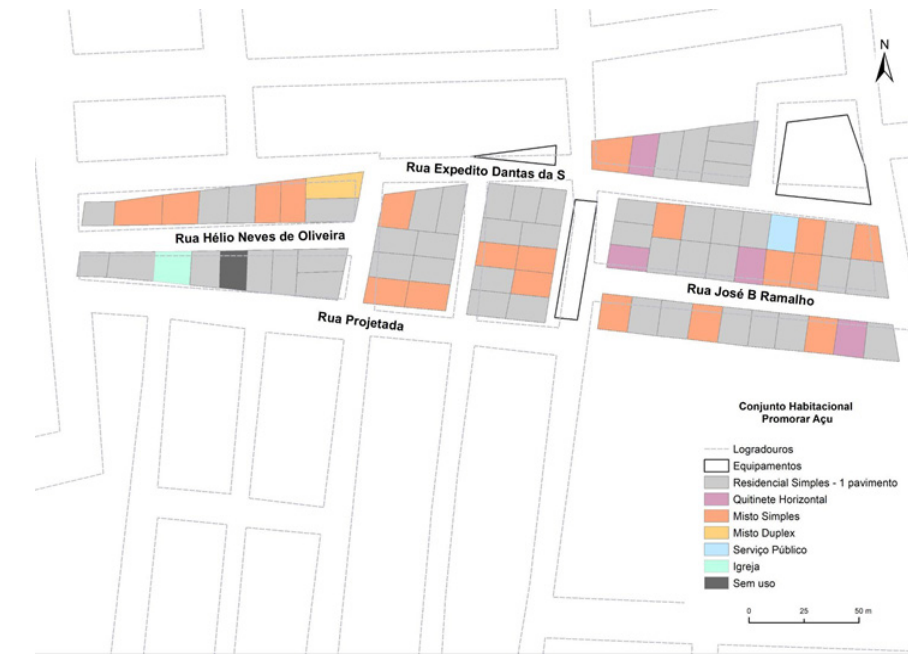 N
Rua Expedito Dantas da S
Rua Hélio Neves de Oliveira
Rua José B Ramalho
Rua Projetada
Conjunto Habitacional
Promorar Açu
Logradouros
Equipamentos
Residencial Simples - 1 pavimento
Quitinete Horizontal
Misto Simples
Misto Duplex
Serviço Público
Igreja
Sem uso
0 25 50 m